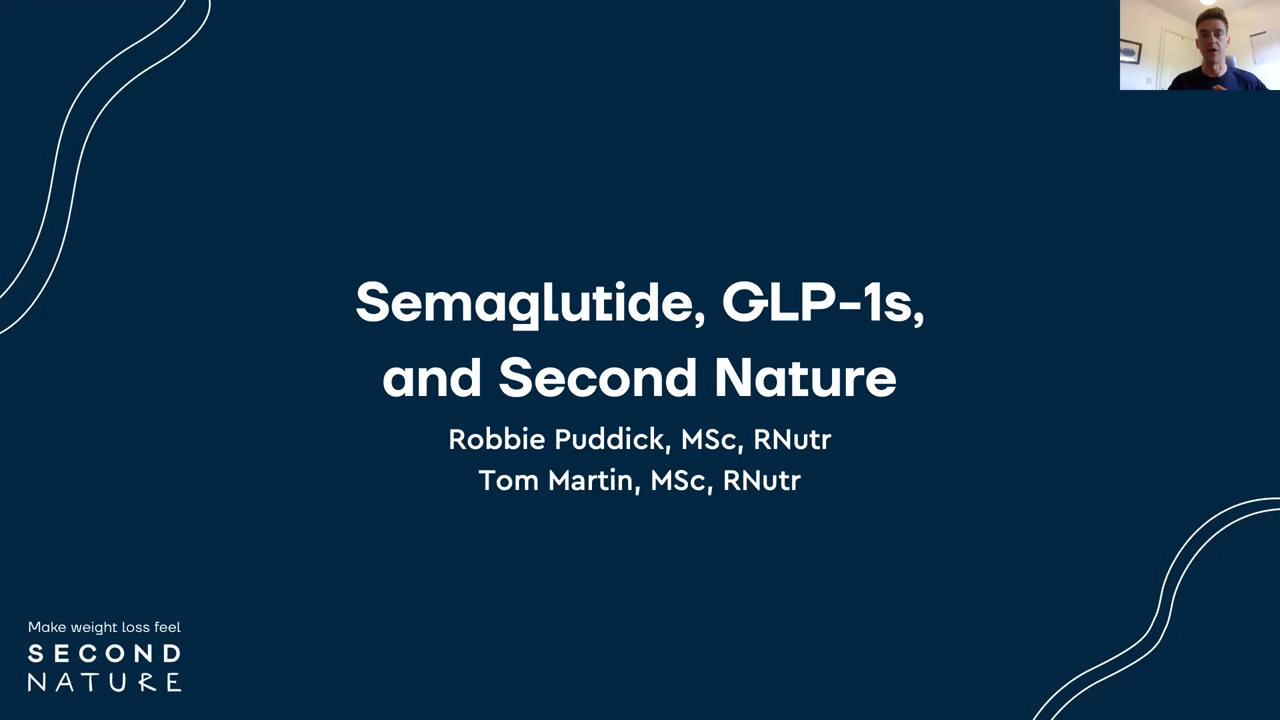 Semaglutide, GLP-1s,
and Second Nature
Robbie Puddick, MSc, RNutr
Tom Martin, MSc, RNutr
Make weight loss feel
SECOND
NATURE